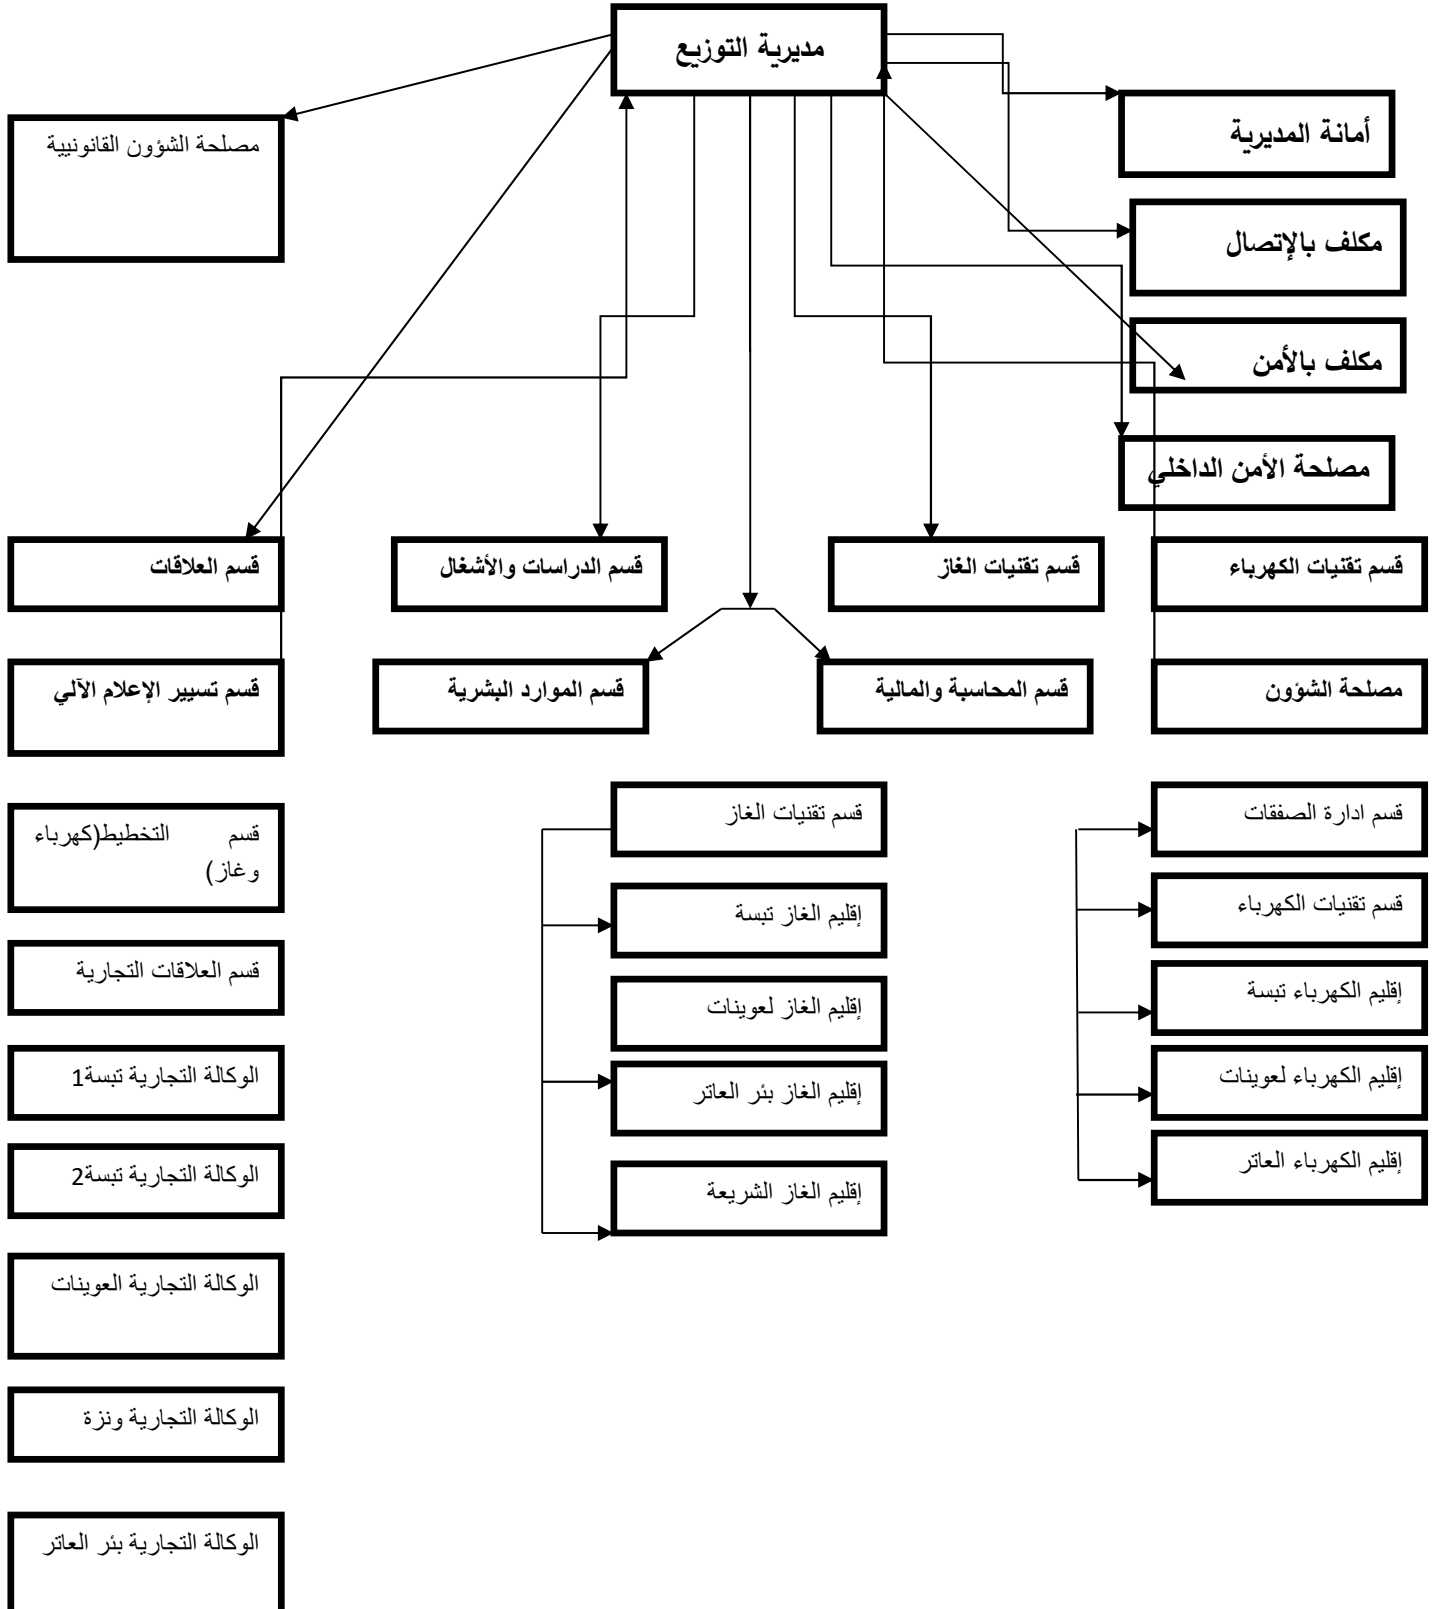 مديرية التوزيع
أمانة المديرية
مصلحة الشؤون القانونيية
مكلف بالإتصال
مكلف بالأمن
مصلحة الأمن الداخلي
قسم تقنيات الكهرباء
قسم تقنيات الغاز
قسم الدراسات والأشغال
قسم العلاقات
مصلحة الشؤون
قسم المحاسبة والمالية
قسم الموارد البشرية
قسم تسيير الإعلام الآلي
قسم ادارة الصفقات
قسم تقنيات الكهرباء
إقليم الكهرباء تبسة
إقليم الكهرباء لعوينات
إقليم الكهرباء العاتر
قسم تقنيات الغاز
إقليم الغاز تبسة
إقليم الغاز لعوينات
إقليم الغاز بئر العاتر
إقليم الغاز الشريعة
قسم التخطيط(كهرباء
وغاز)
قسم العلاقات التجارية
الوكالة التجارية تبسة1
الوكالة التجارية تبسة2
الوكالة التجارية العوينات
الوكالة التجارية ونزة
الوكالة التجارية بئر العاتر